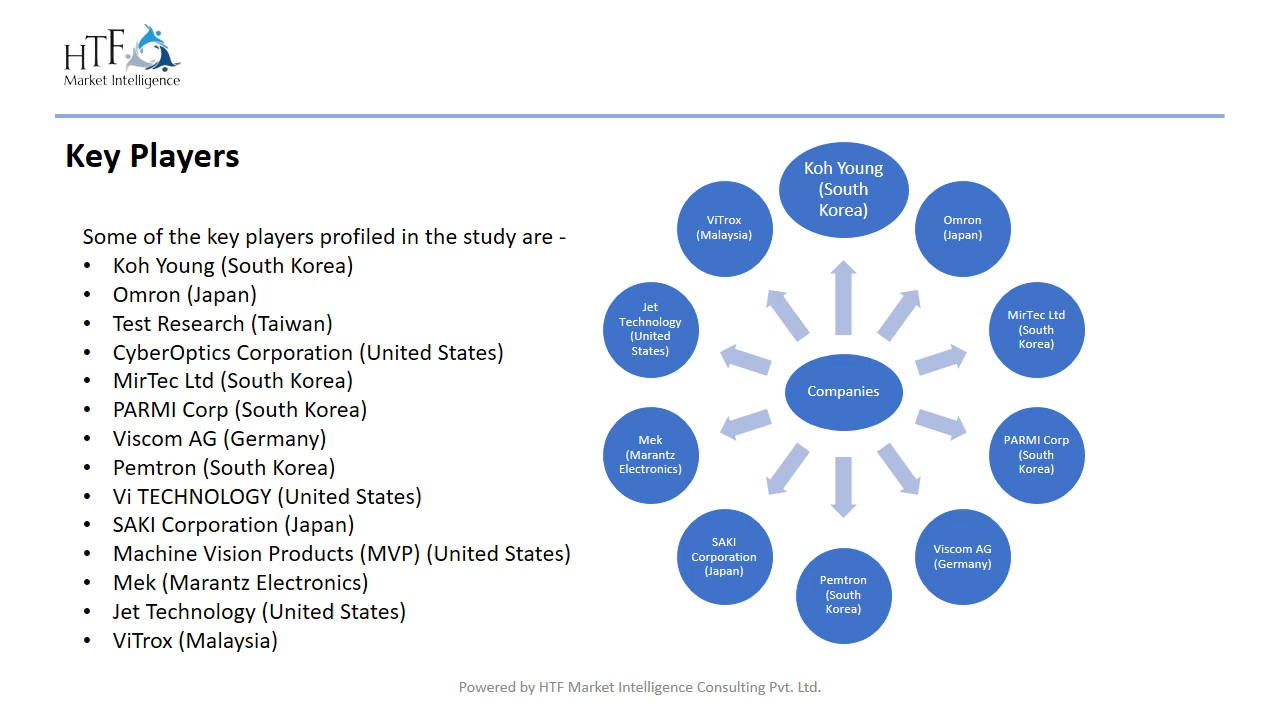 HTF
Market Intelligence
Key Players
Some of the key players profiled in the study are -
• Koh Young (South Korea)
• Omron (Japan)
• Test Research (Taiwan)
• CyberOptics Corporation (United States)
• MirTec Ltd (South Korea)
• PARMI Corp (South Korea)
• Viscom AG (Germany)
• Pemtron (South Korea)
• Vi TECHNOLOGY (United States)
• SAKI Corporation (Japan)
• Machine Vision Products (MVP) (United States)
• Mek (Marantz Electronics)
• Jet Technology (United States)
• ViTrox (Malaysia)
Koh Young
(South
Korea)
Omron
(Japan)
MirTec Ltd
(South
Korea)
PARMI Corp
(South
Korea)
Viscom AG
(Germany)
Pemtron
(South
Korea)
SAKI
Corporation
(Japan)
Mek
(Marantz
Electronics)
Jet
Technology
(United
States)
ViTrox
(Malaysia)
Companies
Powered by HTF Market Intelligence Consulting Pvt. Ltd.